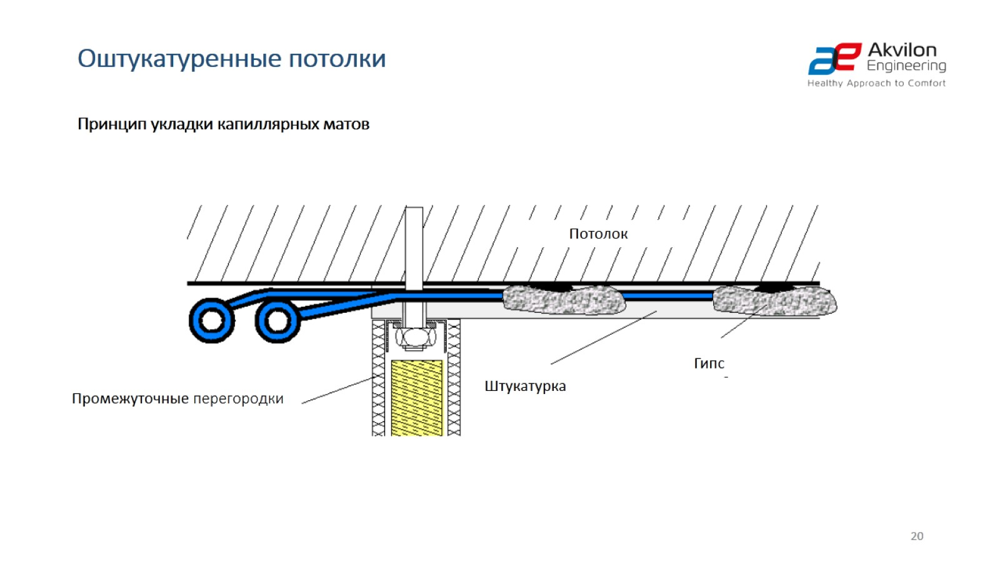 Оштукатуренные потолки
Akvilon
Engineering
Healthy Approach to Comfort
Принцип укладки капиллярных матов
Потолок
Гипс
Штукатурка
Промежуточные перегородки
20